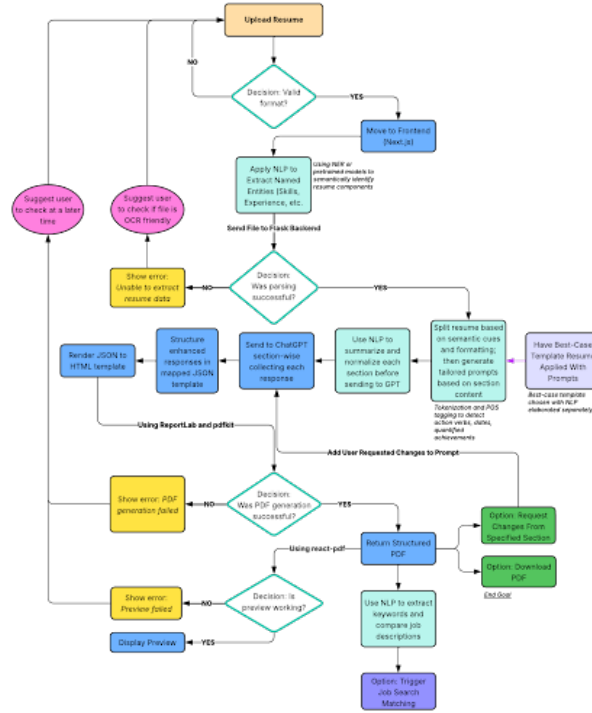 Upload Resume
NO
Decision: Valid
format?
YES
Move to Frontend
(Next.js)
Apply NLP to
Extract Named
Entities (Skills,
Experience, etc.
Using NER or
pretrained models to
semantically identify
resume components
Suggest user
to check at a later
time
Suggest user
to check if file is
OCR friendly
Send File to Flask Backend
Show error:
Unable to extract
resume data
NO
Decision:
Was parsing
successful?
YES
Render JSON to
HTML template
Structure
enhanced
responses in
mapped JSON
template
Send to ChatGPT
section-wise
collecting each
response
Use NLP to
summarize and
normalize each
section before
sending to GPT
Split resume based
on semantic cues
and formatting;
then generate
tailored prompts
based on section
content
Have Best-Case
Template Resume
Applied With
Prompts
Tokenization and POS
tagging to detect
action verbs, dates,
quantified
achievements
Best-case template
chosen with NLP
elaborated separately
Using ReportLab and pdfkit
Add User Requested Changes to Prompt
Show error: PDF
generation failed
NO
Decision:
Was PDF generation
successful?
YES
Option: Request
Changes From
Specified Section
Using react-pdf
Return Structured
PDF
Option: Download
PDF
End Goal
Show error:
Preview failed
NO
Decision: Is
preview working?
Use NLP to extract
keywords and
compare job
descriptions
Display Preview
YES
Option: Trigger
Job Search
Matching